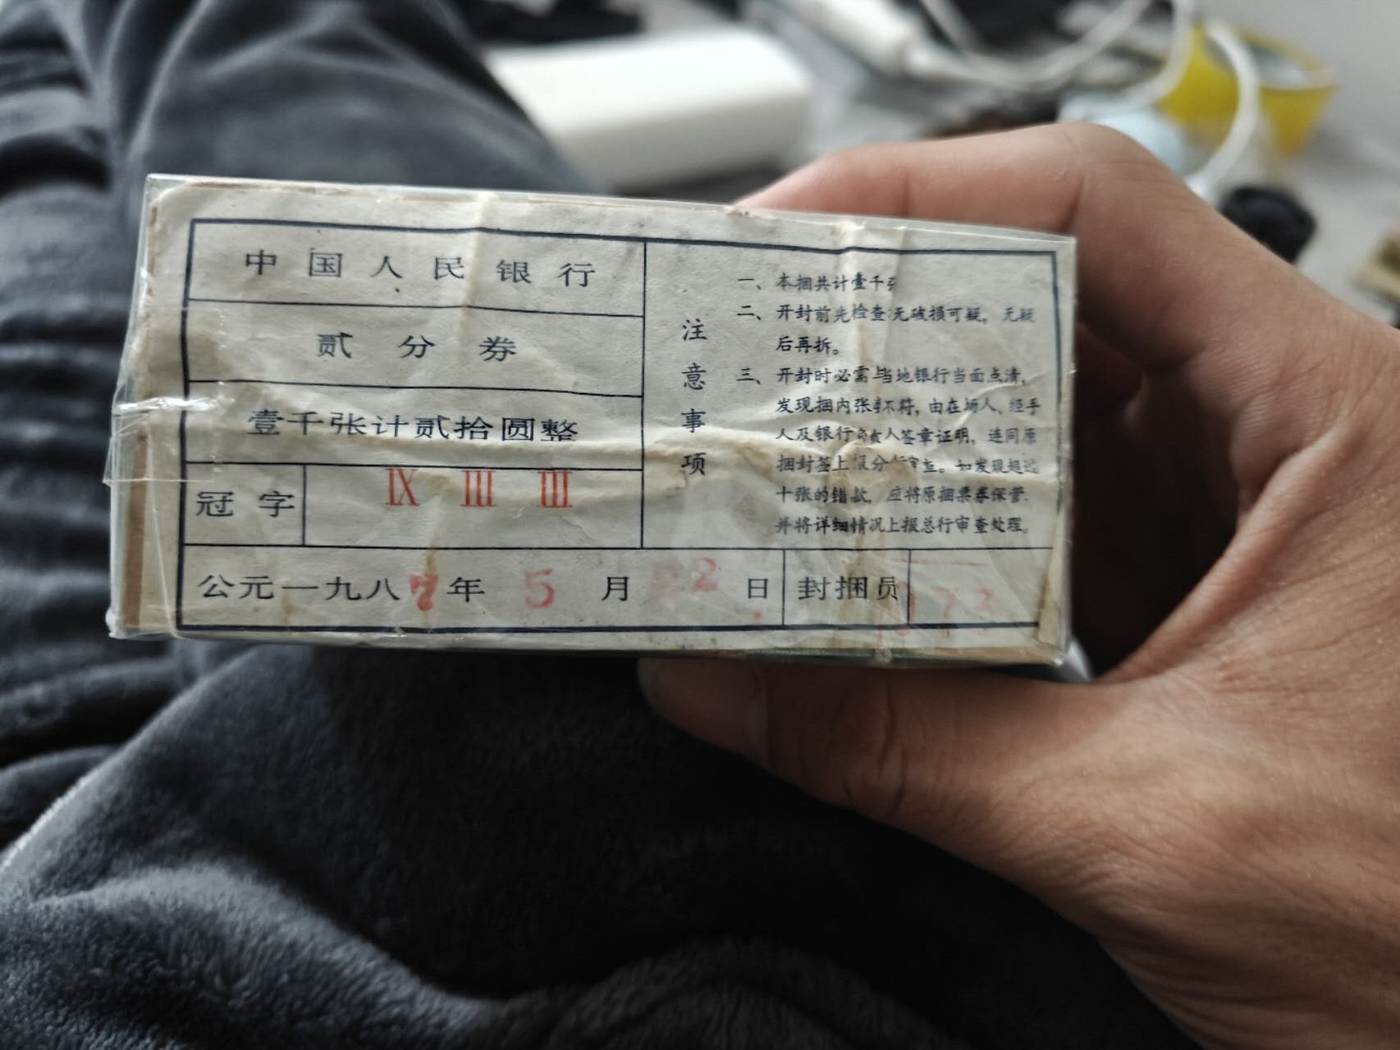 中国人民银行
贰分券
壹千张计贰拾圆整
冠字 IX III III
公元一九八7年 5 月 22 日 封捆员
注意事项
一、本捆共计壹千张
二、开封前先检查无破损可疑，无疑
后再拆。
三、开封时必需与当地银行当面点清，
发现捆内张 不符，由在场人、经手
人及银行 人签章证明，连同原
捆封签上报分 审查。如发现超过
十张的错款，应将原捆票券保管，
并将详细情况上报总行审查处理。